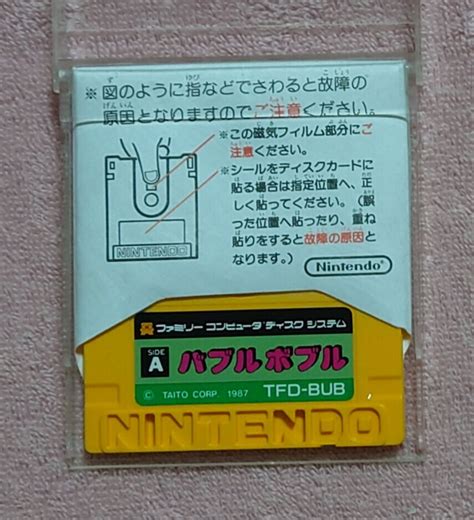 ※図のように指などでさわると故障の
原因となりますのでご注意ください。
※この磁気フィルム部分にご
注意ください。
※シールをディスクカードに
貼る場合は指定位置へ、正
しく貼ってください。(誤
った位置へ貼ったり、重ね
貼りをすると故障の原因と
なります。)
NINTENDO
Nintendo
ファミリー コンピュータ ディスク システム
SIDE A
バブルボブル
© TAITO CORP. 1987
TFD-BUB
NINTENDO